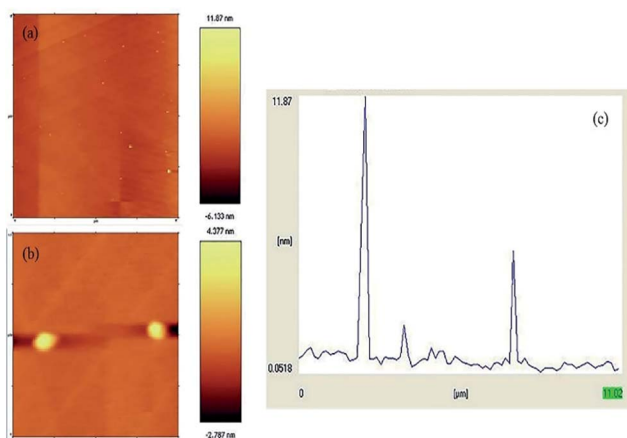 (a)
11.87 nm
-6.133 nm
(b)
4.377 nm
-2.787 nm
(c)
11.87
[nm]
0.0518
0
[µm]
11.02